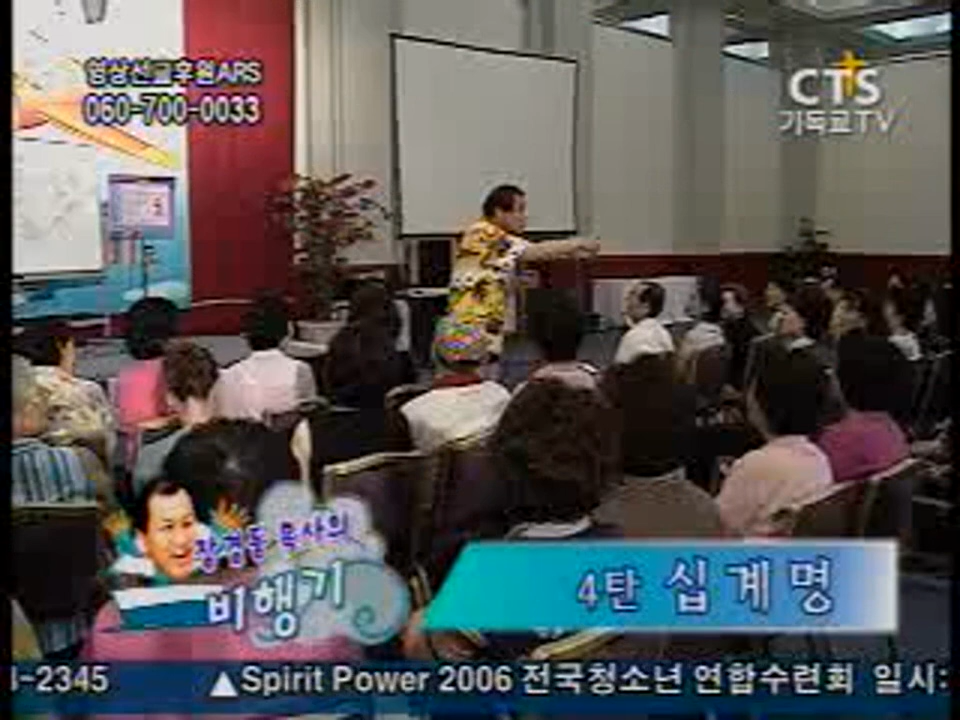 영상선교후원ARS
060-700-0033
CTS
기독교TV
장경동 목사의
비행기
4탄 십계명
-2345 ▲Spirit Power 2006 전국청소년 연합수련회 일시: